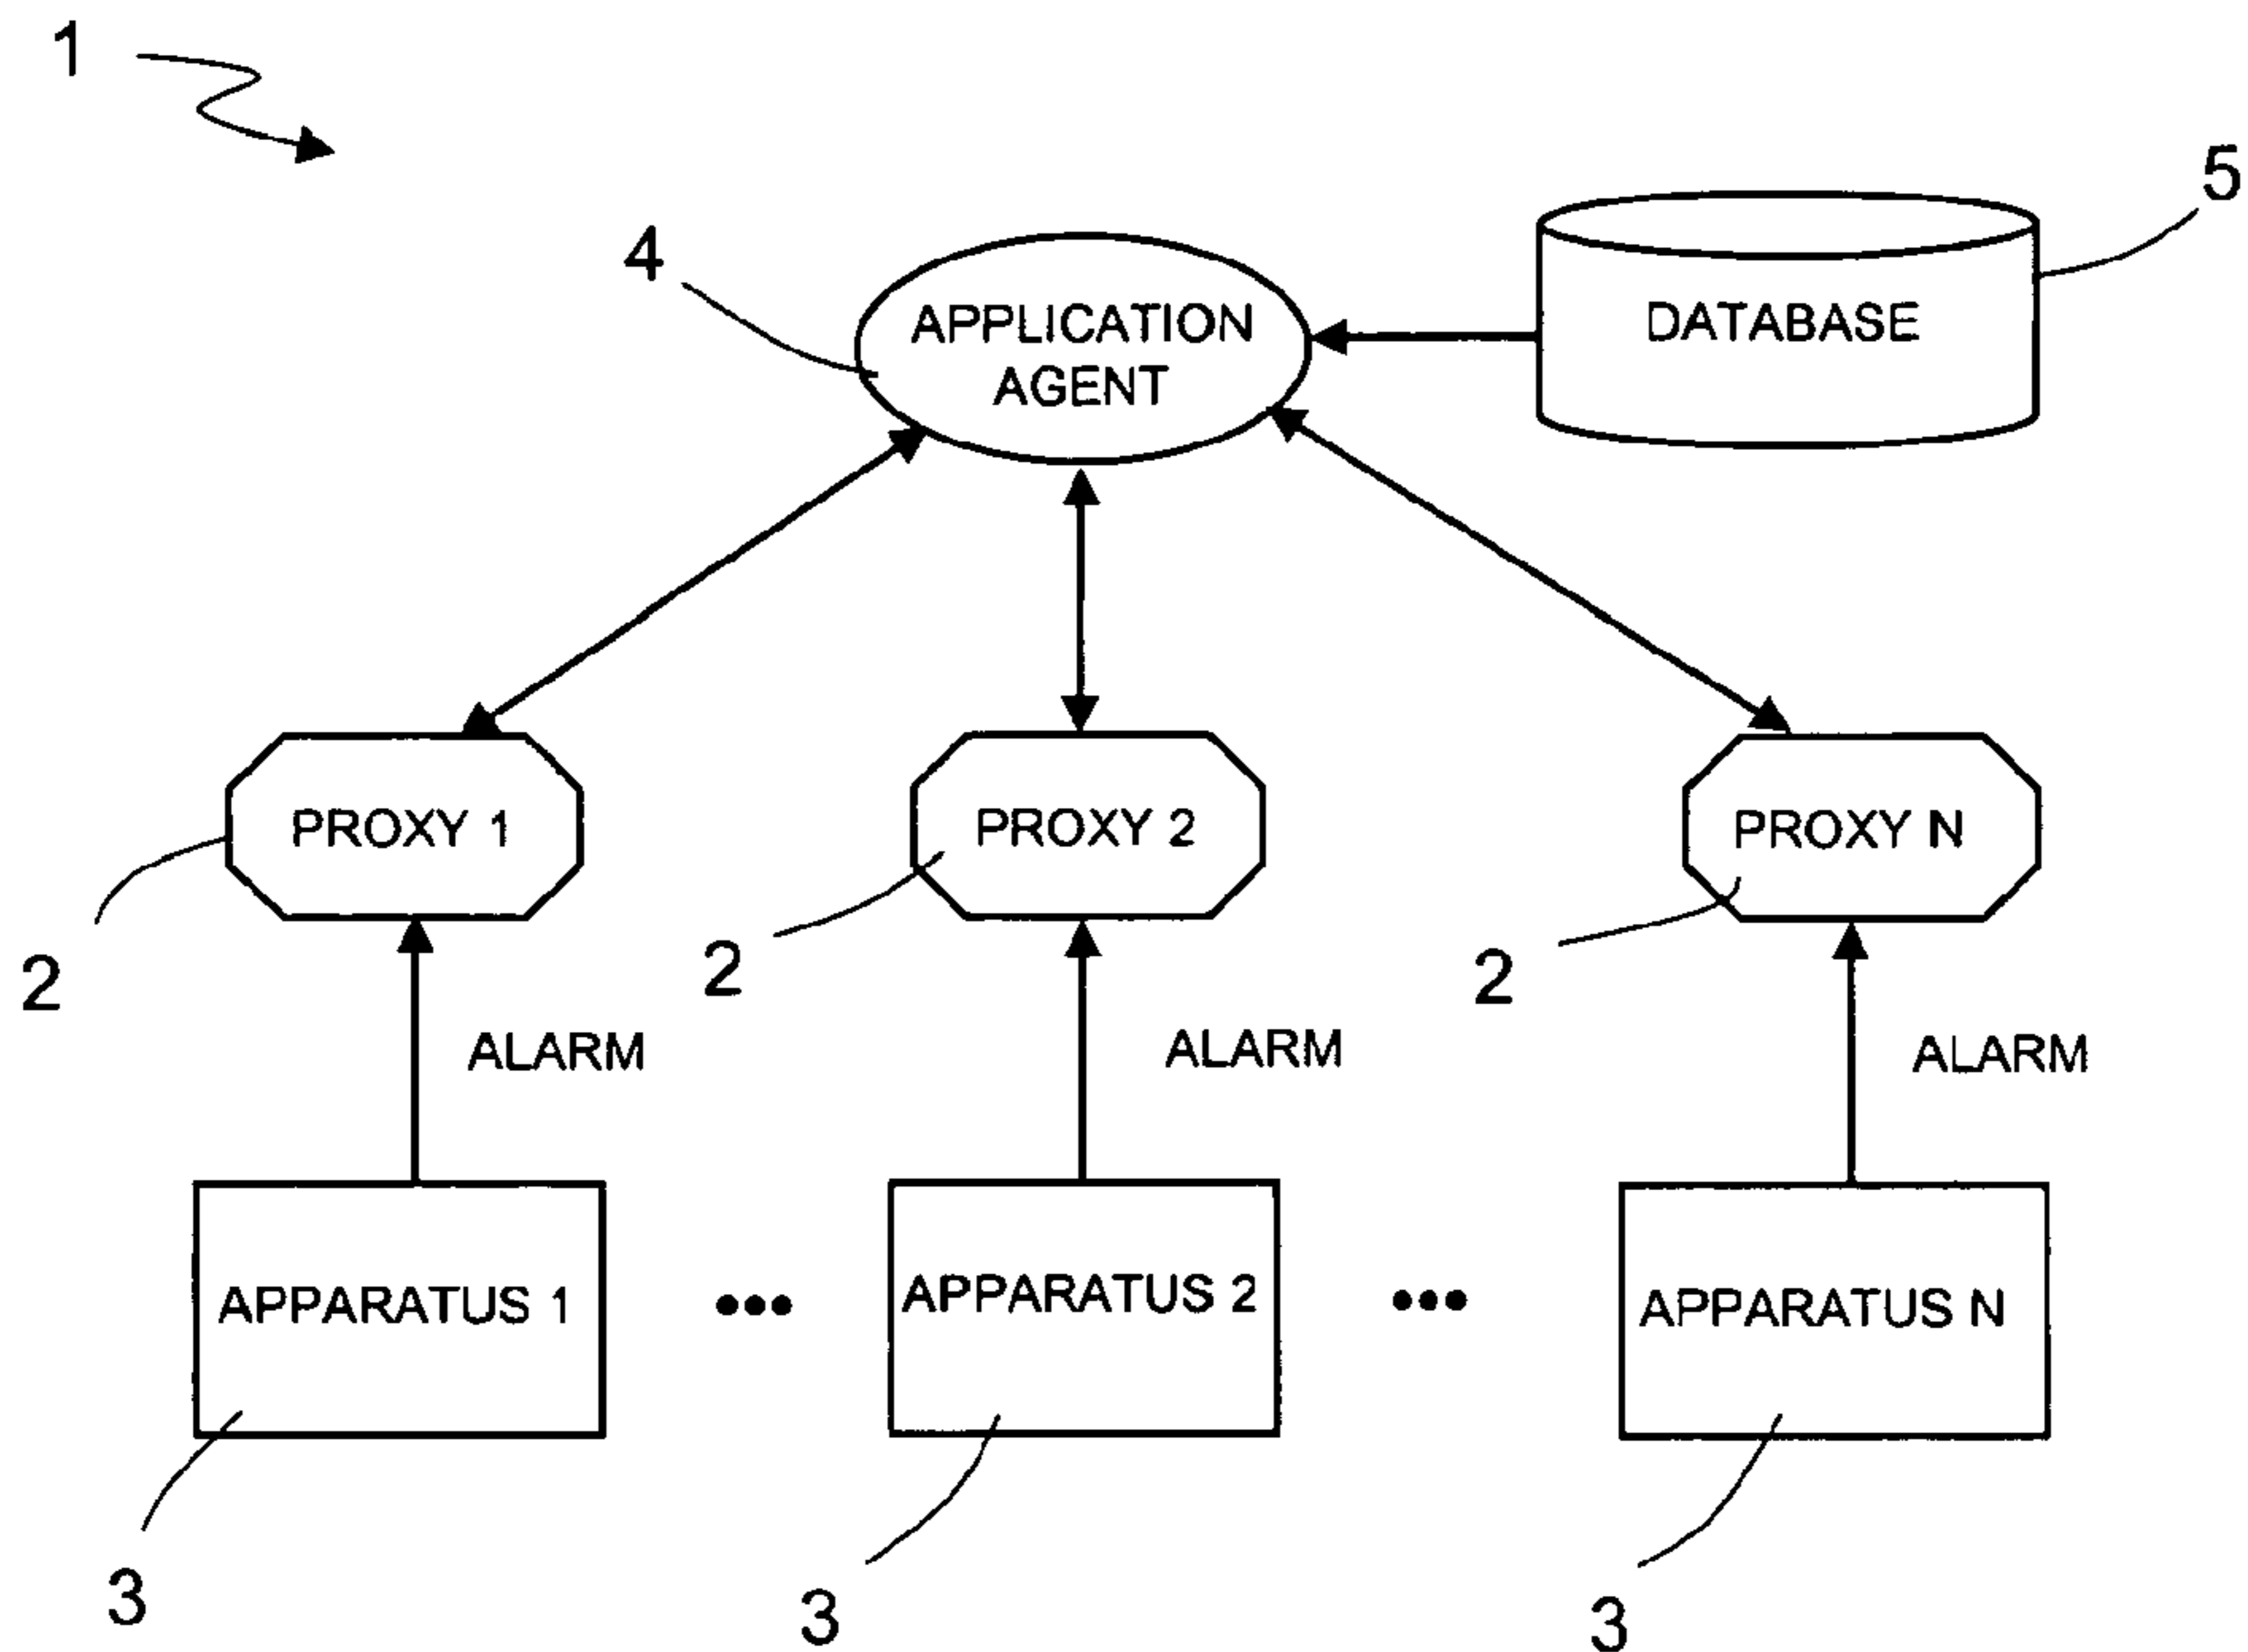 1
5
4
APPLICATION
AGENT
DATABASE
PROXY 1
PROXY 2
PROXY N
2
2
2
ALARM
ALARM
ALARM
APPARATUS 1
•••
APPARATUS 2
•••
APPARATUS N
3
3
3